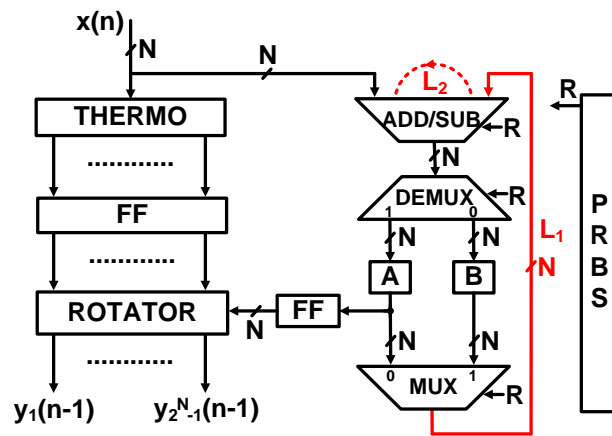 x(n)
N
N
L₂
THERMO
ADD/SUB
R
R
N
............
DEMUX
R
1 0
FF
N
N
L₁
N
PRBS
............
A
B
ROTATOR
N
FF
N
N
............
0 1
MUX
R
y₁(n-1)
y₂ᴺ₋₁(n-1)